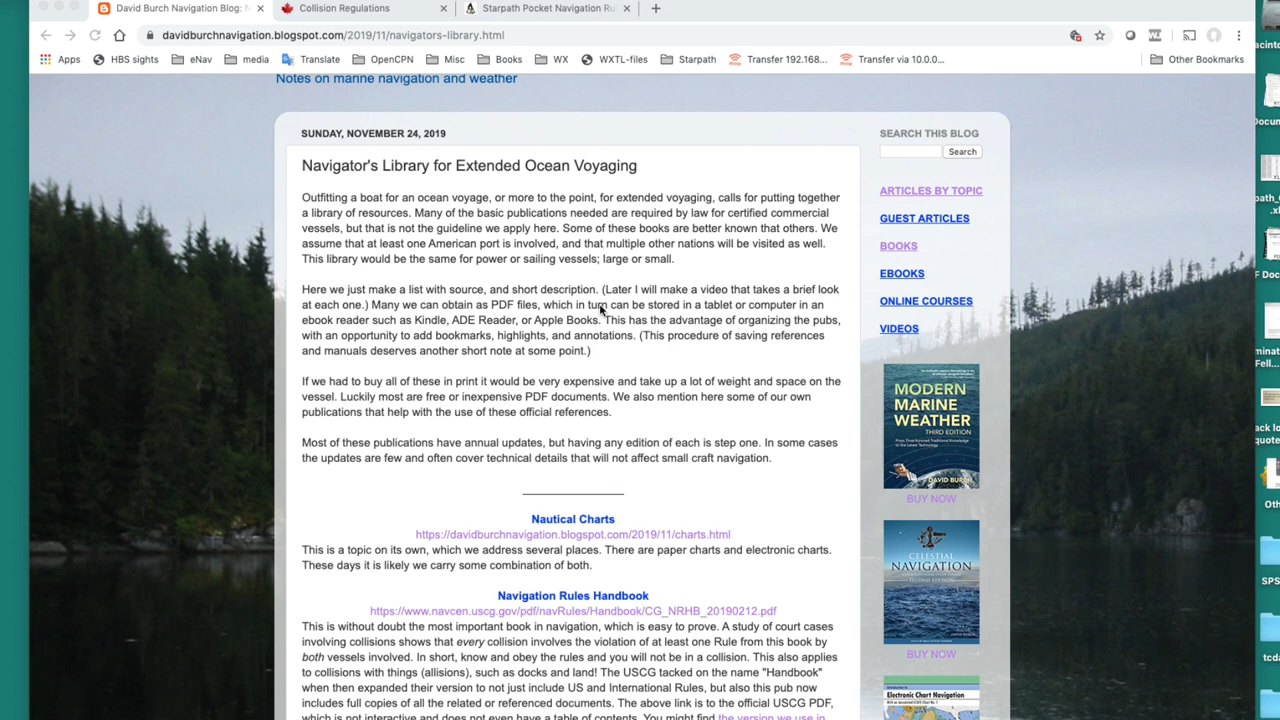 David Burch Navigation Blog: N
Collision Regulations
Starpath Pocket Navigation Ru
davidburchnavigation.blogspot.com/2019/11/navigators-library.html
Apps HBS sights eNav media Translate OpenCPN Misc Books WX WXTL-files Starpath Transfer 192.168... Transfer via 10.0.0... Other Bookmarks
Notes on marine navigation and weather
SUNDAY, NOVEMBER 24, 2019
Navigator's Library for Extended Ocean Voyaging
Outfitting a boat for an ocean voyage, or more to the point, for extended voyaging, calls for putting together
a library of resources. Many of the basic publications needed are required by law for certified commercial
vessels, but that is not the guideline we apply here. Some of these books are better known that others. We
assume that at least one American port is involved, and that multiple other nations will be visited as well.
This library would be the same for power or sailing vessels; large or small.
Here we just make a list with source, and short description. (Later I will make a video that takes a brief look
at each one.) Many we can obtain as PDF files, which in turn can be stored in a tablet or computer in an
ebook reader such as Kindle, ADE Reader, or Apple Books. This has the advantage of organizing the pubs,
with an opportunity to add bookmarks, highlights, and annotations. (This procedure of saving references
and manuals deserves another short note at some point.)
If we had to buy all of these in print it would be very expensive and take up a lot of weight and space on the
vessel. Luckily most are free or inexpensive PDF documents. We also mention here some of our own
publications that help with the use of these official references.
Most of these publications have annual updates, but having any edition of each is step one. In some cases
the updates are few and often cover technical details that will not affect small craft navigation.
Nautical Charts
https://davidburchnavigation.blogspot.com/2019/11/charts.html
This is a topic on its own, which we address several places. There are paper charts and electronic charts.
These days it is likely we carry some combination of both.
Navigation Rules Handbook
https://www.navcen.uscg.gov/pdf/navRules/Handbook/CG_NRHB_20190212.pdf
This is without doubt the most important book in navigation, which is easy to prove. A study of court cases
involving collisions shows that every collision involves the violation of at least one Rule from this book by
both vessels involved. In short, know and obey the rules and you will not be in a collision. This also applies
to collisions with things (allisions), such as docks and land! The USCG tacked on the name "Handbook"
when then expanded their version to not just include US and International Rules, but also this pub now
includes full copies of all the related or referenced documents. The above link is to the official USCG PDF,
which is not interactive and does not even have a table of contents. You might find the version we use in
SEARCH THIS BLOG
Search
ARTICLES BY TOPIC
GUEST ARTICLES
BOOKS
EBOOKS
ONLINE COURSES
VIDEOS
MODERN
MARINE
WEATHER
THIRD EDITION
DAVID BURCH
BUY NOW
CELESTIAL
NAVIGATION
SECOND EDITION
BUY NOW
Electronic Chart Navigation
acintos
Docum
path_C
.xl
minat
Fell...
ack lo
quote
Oth
SPS
tcda